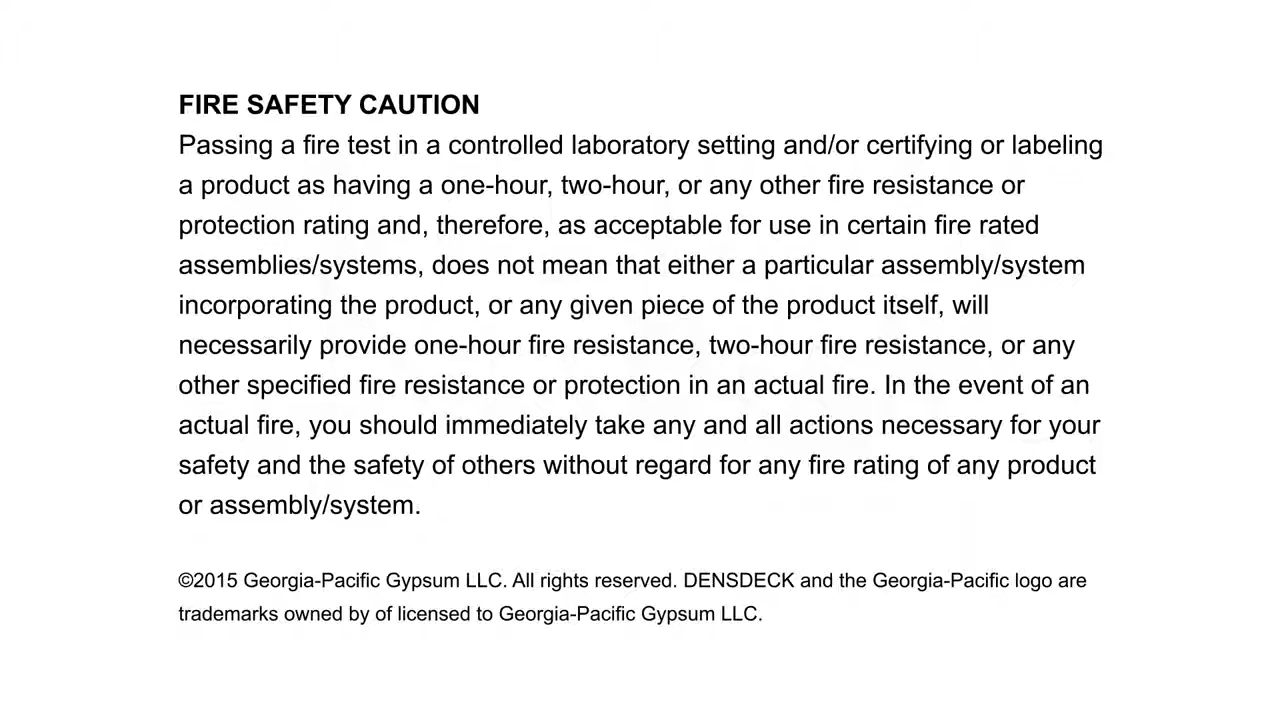 FIRE SAFETY CAUTION
Passing a fire test in a controlled laboratory setting and/or certifying or labeling
a product as having a one-hour, two-hour, or any other fire resistance or
protection rating and, therefore, as acceptable for use in certain fire rated
assemblies/systems, does not mean that either a particular assembly/system
incorporating the product, or any given piece of the product itself, will
necessarily provide one-hour fire resistance, two-hour fire resistance, or any
other specified fire resistance or protection in an actual fire. In the event of an
actual fire, you should immediately take any and all actions necessary for your
safety and the safety of others without regard for any fire rating of any product
or assembly/system.
©2015 Georgia-Pacific Gypsum LLC. All rights reserved. DENSDECK and the Georgia-Pacific logo are
trademarks owned by of licensed to Georgia-Pacific Gypsum LLC.